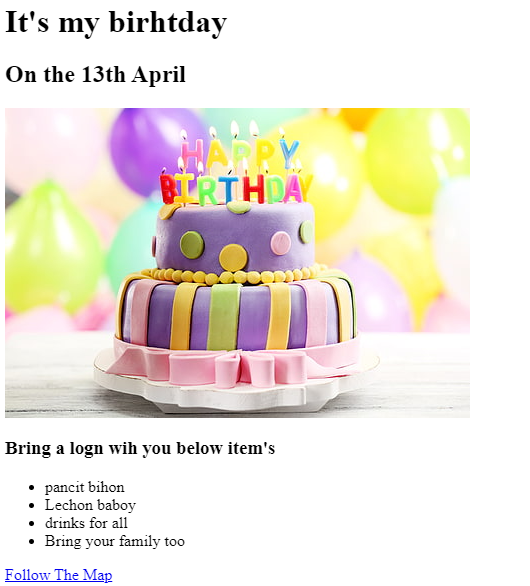 It's my birhtday
On the 13th April
HAPPY
BIRTHDAY
Bring a logn wih you below item's
pancit bihon
Lechon baboy
drinks for all
Bring your family too
Follow The Map